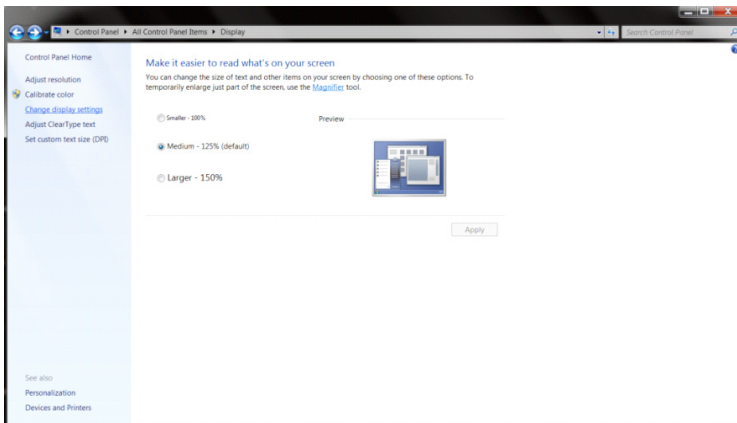 Control Panel ▸ All Control Panel Items ▸ Display
Search Control Panel
Control Panel Home
Adjust resolution
Calibrate color
Change display settings
Adjust ClearType text
Set custom text size (DPI)
Make it easier to read what's on your screen
You can change the size of text and other items on your screen by choosing one of these options. To
temporarily enlarge just part of the screen, use the Magnifier tool.
Smaller - 100%
Preview
Medium - 125% (default)
Larger - 150%
Apply
See also
Personalization
Devices and Printers